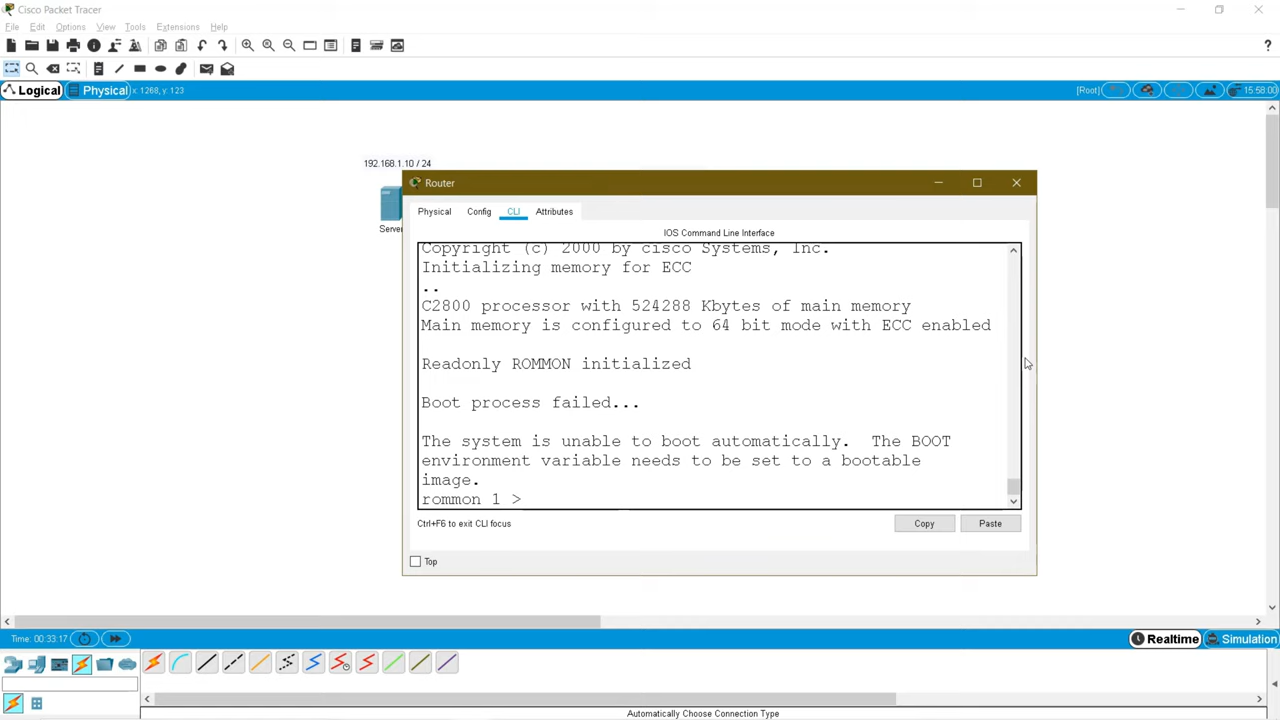 Cisco Packet Tracer
File Edit Options View Tools Extensions Help
?
Logical Physical x: 1268, y: 123 [Root] 15:58:00
192.168.1.10 / 24
Server
Router
Physical Config CLI Attributes
IOS Command Line Interface
Copyright (c) 2000 by cisco Systems, Inc.
Initializing memory for ECC
..
C2800 processor with 524288 Kbytes of main memory
Main memory is configured to 64 bit mode with ECC enabled
Readonly ROMMON initialized
Boot process failed...
The system is unable to boot automatically.  The BOOT
environment variable needs to be set to a bootable
image.
rommon 1 >
Ctrl+F6 to exit CLI focus
Copy Paste
Top
Time: 00:33:17 Realtime Simulation
Automatically Choose Connection Type